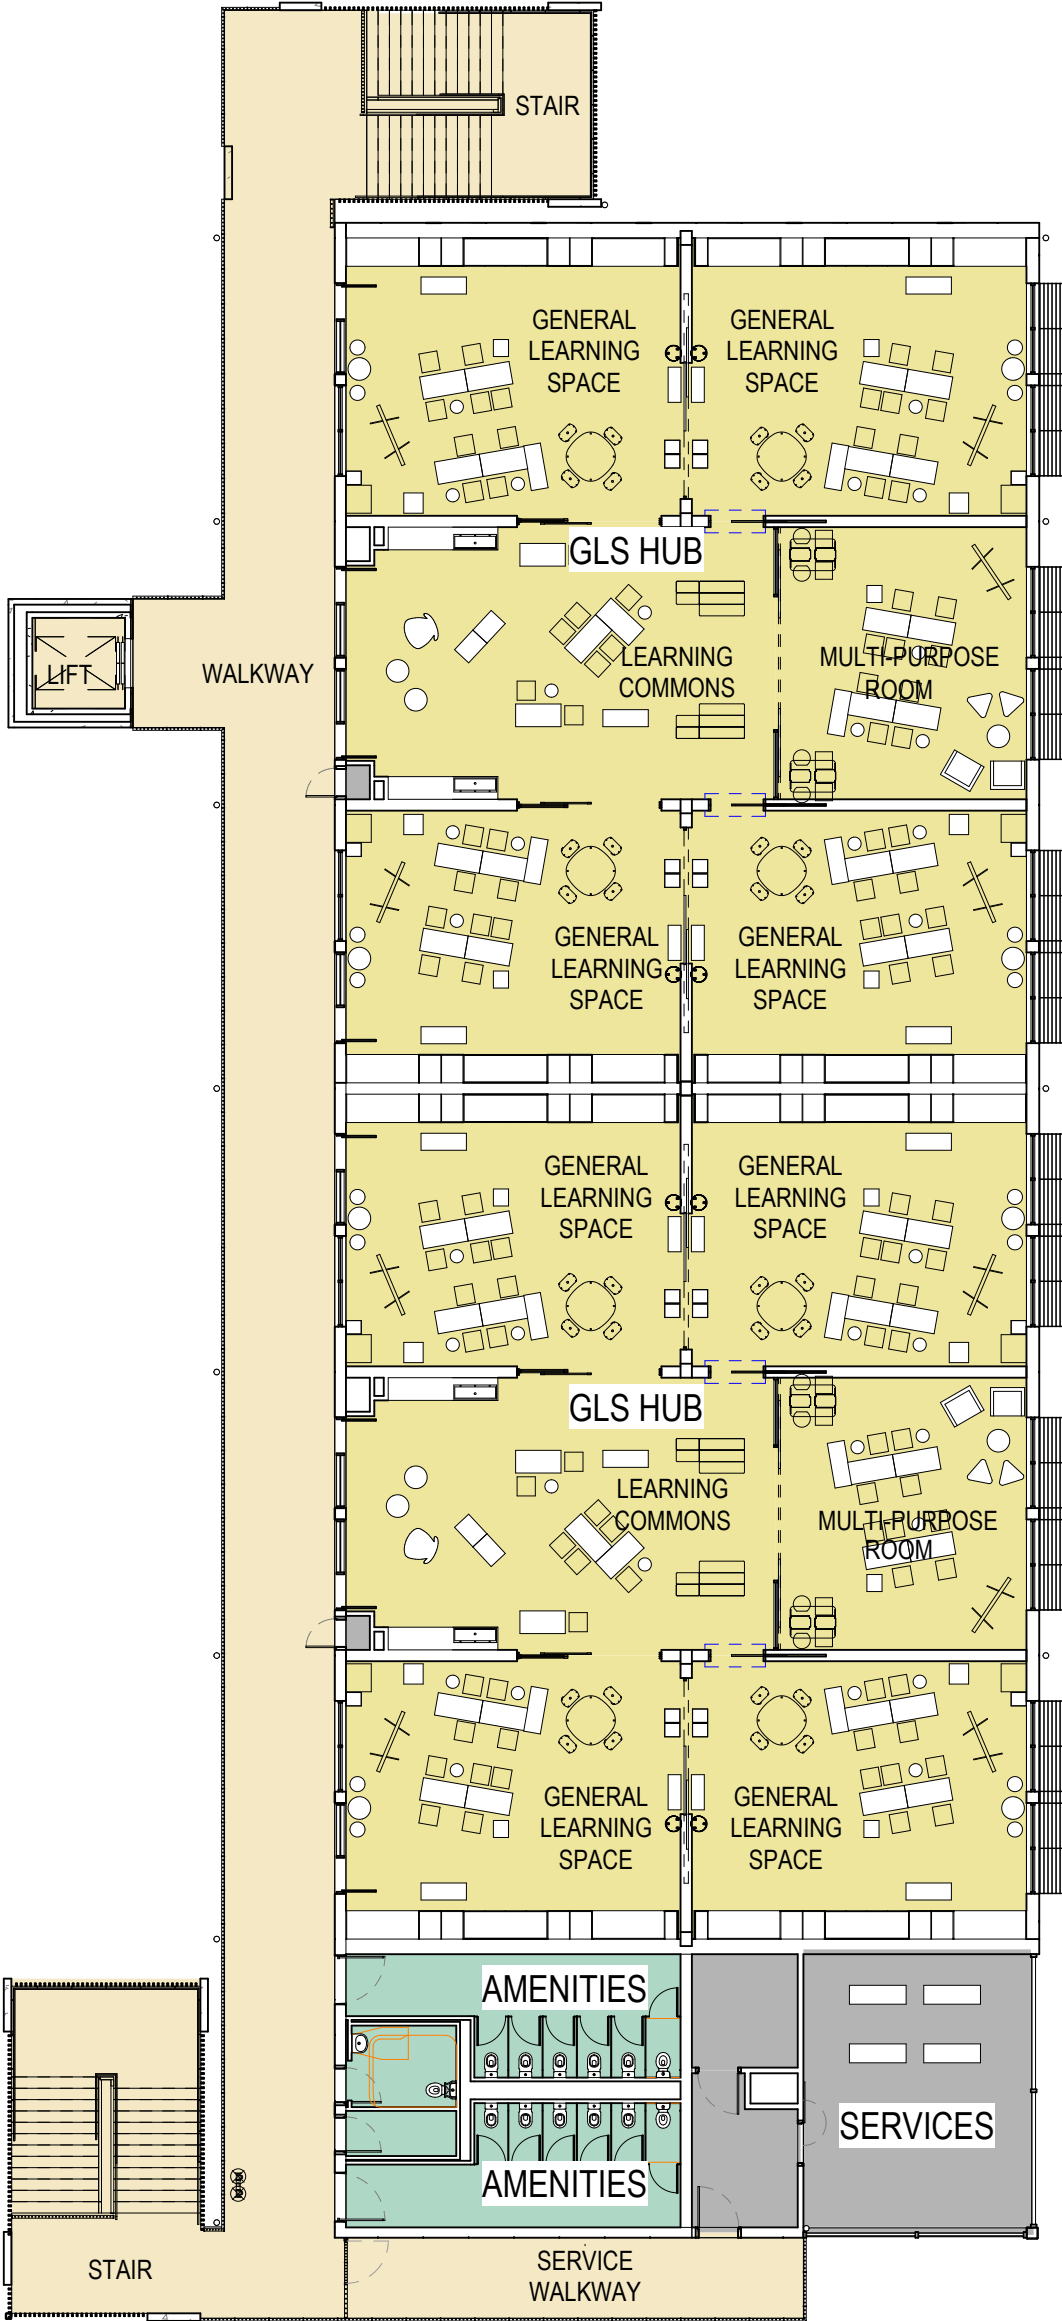 STAIR
GENERAL
LEARNING
SPACE
GENERAL
LEARNING
SPACE
GLS HUB
LIFT
WALKWAY
LEARNING
COMMONS
MULTI-PURPOSE
ROOM
GENERAL
LEARNING
SPACE
GENERAL
LEARNING
SPACE
GENERAL
LEARNING
SPACE
GENERAL
LEARNING
SPACE
GLS HUB
LEARNING
COMMONS
MULTI-PURPOSE
ROOM
GENERAL
LEARNING
SPACE
GENERAL
LEARNING
SPACE
AMENITIES
SERVICES
AMENITIES
STAIR
SERVICE
WALKWAY